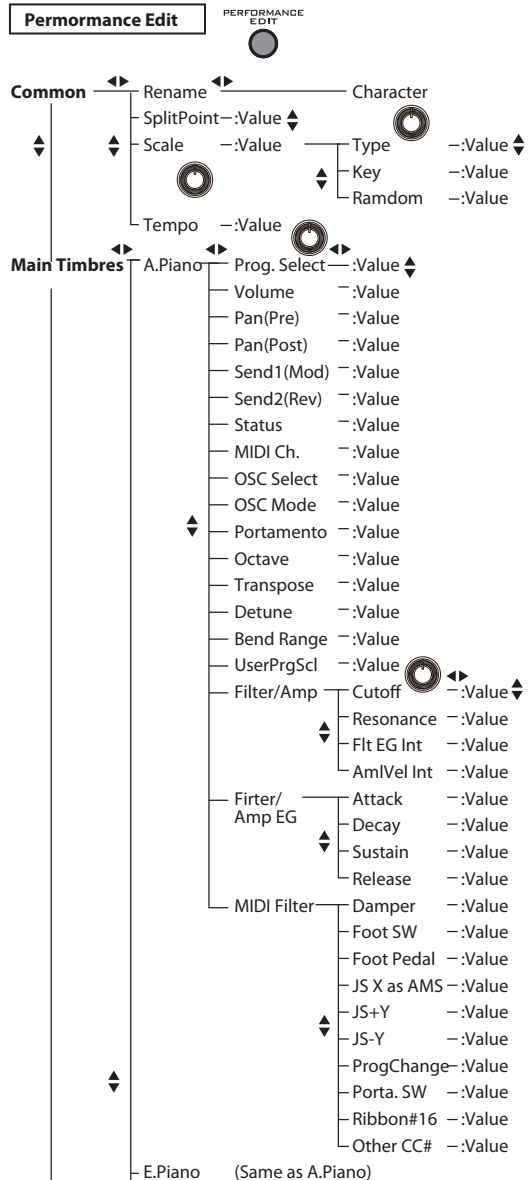 Permormance Edit
PERFORMANCE
EDIT
Common Rename Character
SplitPoint :Value
Scale :Value Type :Value
Key :Value
Ramdom :Value
Tempo :Value
Main Timbres A.Piano Prog. Select :Value
Volume :Value
Pan(Pre) :Value
Pan(Post) :Value
Send1(Mod) :Value
Send2(Rev) :Value
Status :Value
MIDI Ch. :Value
OSC Select :Value
OSC Mode :Value
Portamento :Value
Octave :Value
Transpose :Value
Detune :Value
Bend Range :Value
UserPrgScl :Value
Filter/Amp Cutoff :Value
Resonance :Value
Flt EG Int :Value
AmlVel Int :Value
Firter/ Attack :Value
Amp EG Decay :Value
Sustain :Value
Release :Value
MIDI Filter Damper :Value
Foot SW :Value
Foot Pedal :Value
JS X as AMS :Value
JS+Y :Value
JS-Y :Value
ProgChange :Value
Porta. SW :Value
Ribbon#16 :Value
Other CC# :Value
E.Piano (Same as A.Piano)